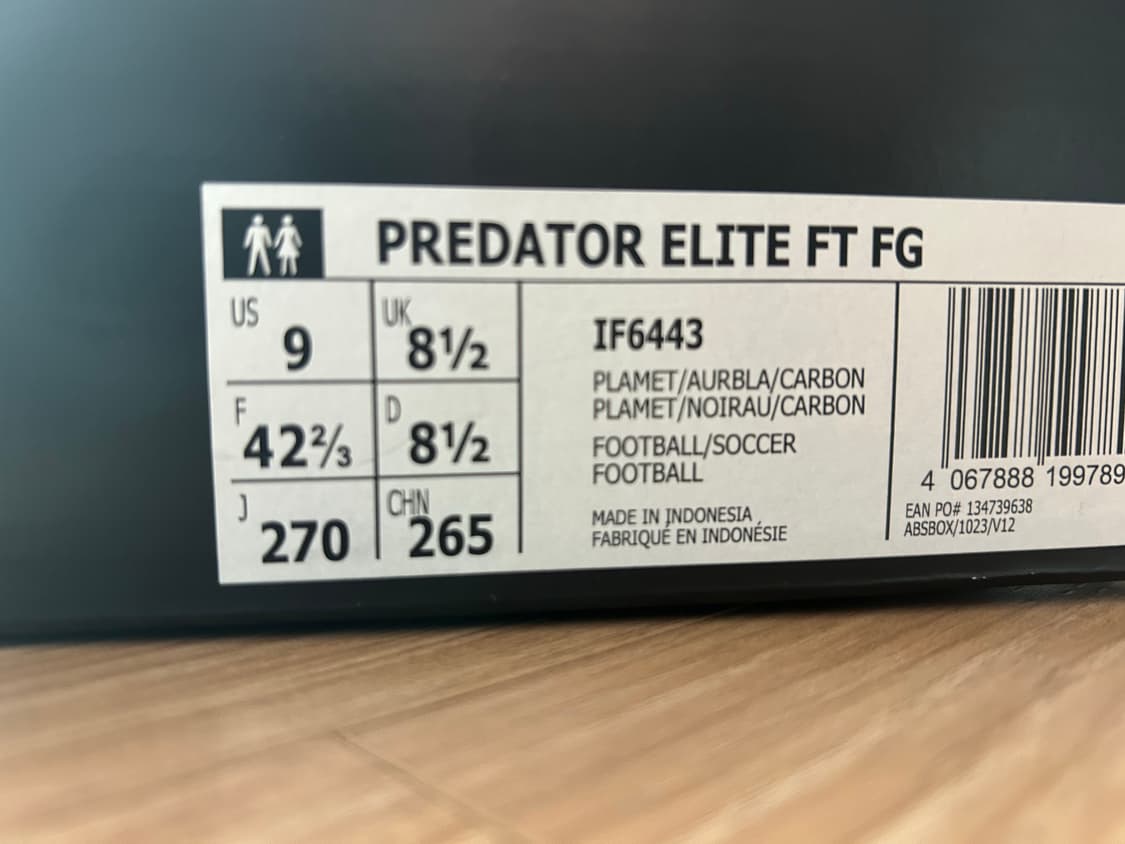 PREDATOR ELITE FT FG
US 9
UK 8½
F 42⅔
D 8½
J 270
CHN 265
IF6443
PLAMET/AURBLA/CARBON
PLAMET/NOIRAU/CARBON
FOOTBALL/SOCCER
FOOTBALL
MADE IN INDONESIA
FABRIQUÉ EN INDONÉSIE
4 067888 199789
EAN PO# 134739638
ABSBOX/1023/V12